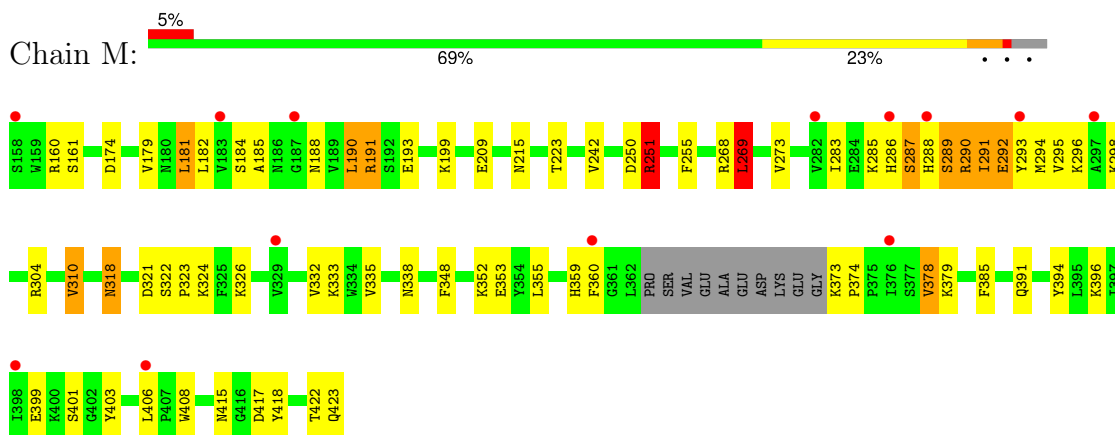 5%
Chain M:
69% 23% . . .
S158 W159 R160 S161 D174 V179 N180 L181 L182 V183 S184 A185 N186 G187 N188 V189 L190 R191 S192 E193 K199 E209 N215 T223 V242 D250 R251 F255 R268 L269 V273 V282 I283 E284 K285 H286 S287 H288 S289 R290 I291 E292 Y293 M294 V295 K296 A297 K298
R304 V310 N318 D321 S322 P323 K324 F325 K326 V329 V332 K333 W334 V335 N338 F348 K352 E353 Y354 L355 H359 F360 G361 L362 PRO SER VAL GLU ALA GLU ASP LYS GLU GLY K373 P374 P375 I376 S377 V378 K379 F385 Q391 Y394 L395 K396 I397
I398 E399 K400 S401 G402 Y403 L406 P407 W408 N415 G416 D417 Y418 T422 Q423